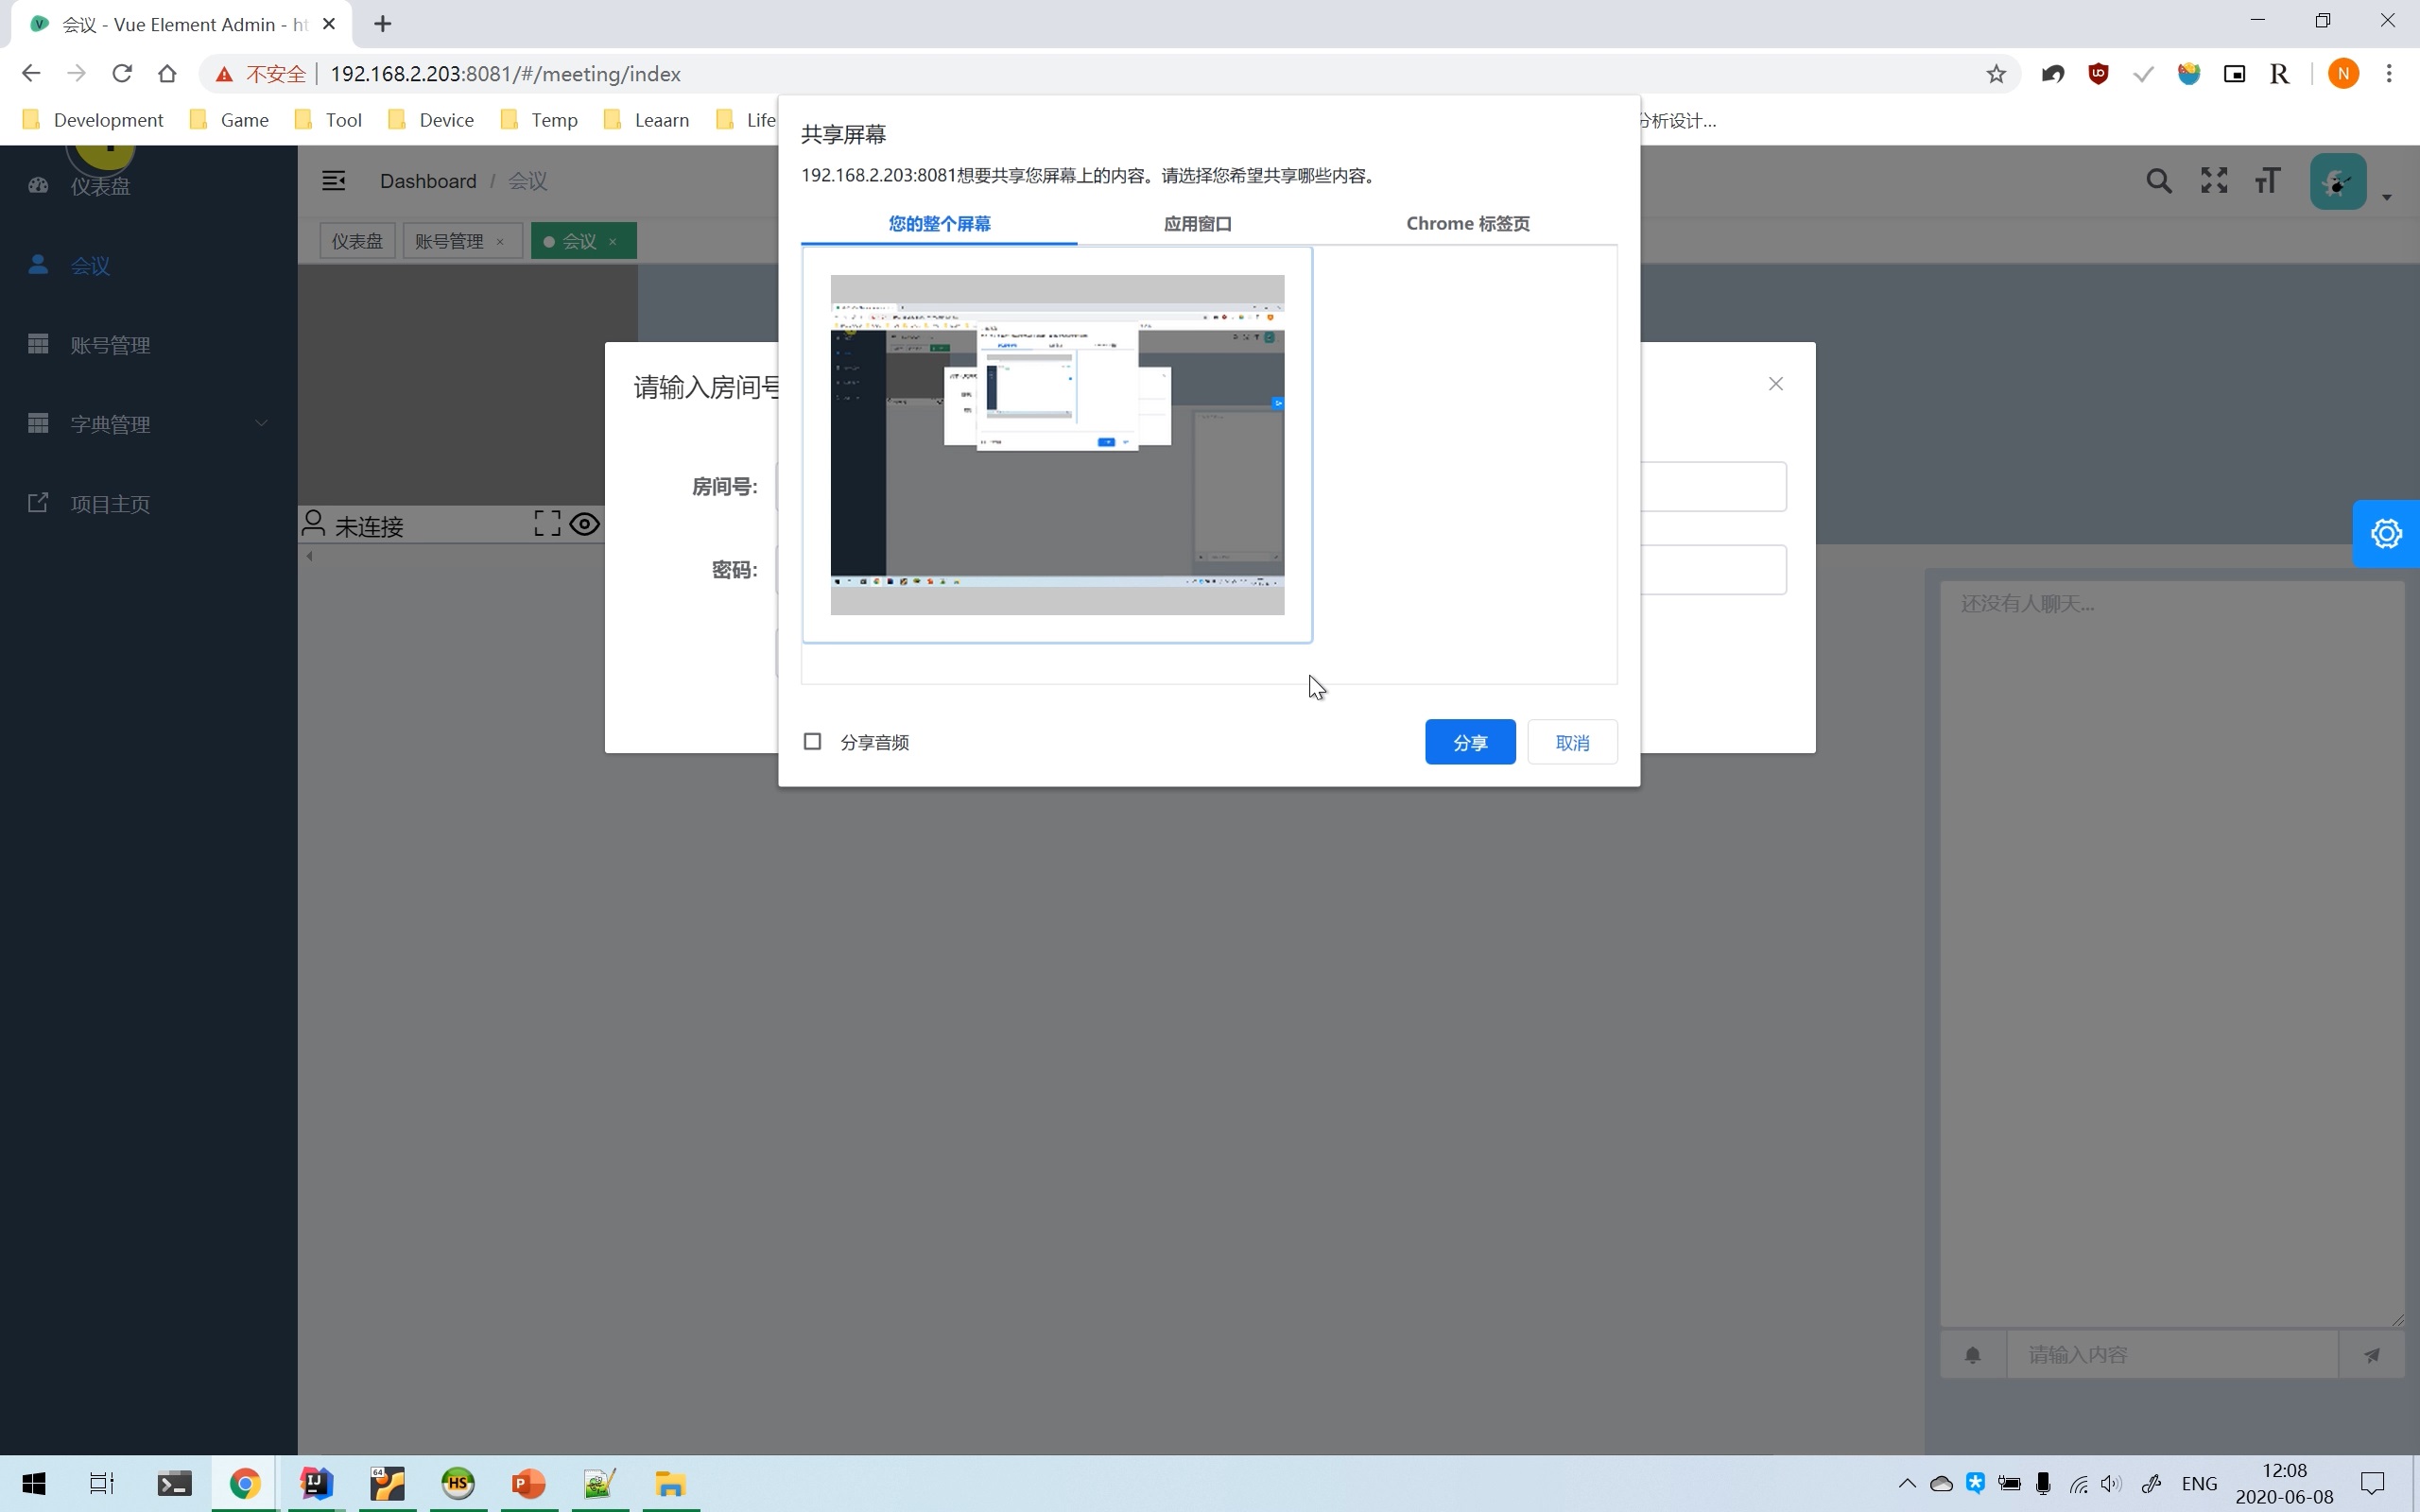 会议 - Vue Element Admin - ht
不安全 192.168.2.203:8081/#/meeting/index
N
Development Game Tool Device Temp Leaarn Life 分析设计...
共享屏幕
192.168.2.203:8081想要共享您屏幕上的内容。请选择您希望共享哪些内容。
您的整个屏幕 应用窗口 Chrome 标签页
分享音频
分享 取消
仪表盘
会议
账号管理
字典管理
项目主页
Dashboard / 会议
仪表盘 账号管理 × 会议 ×
未连接
请输入房间号
房间号:
密码:
还没有人聊天...
请输入内容
ENG
12:08
2020-06-08